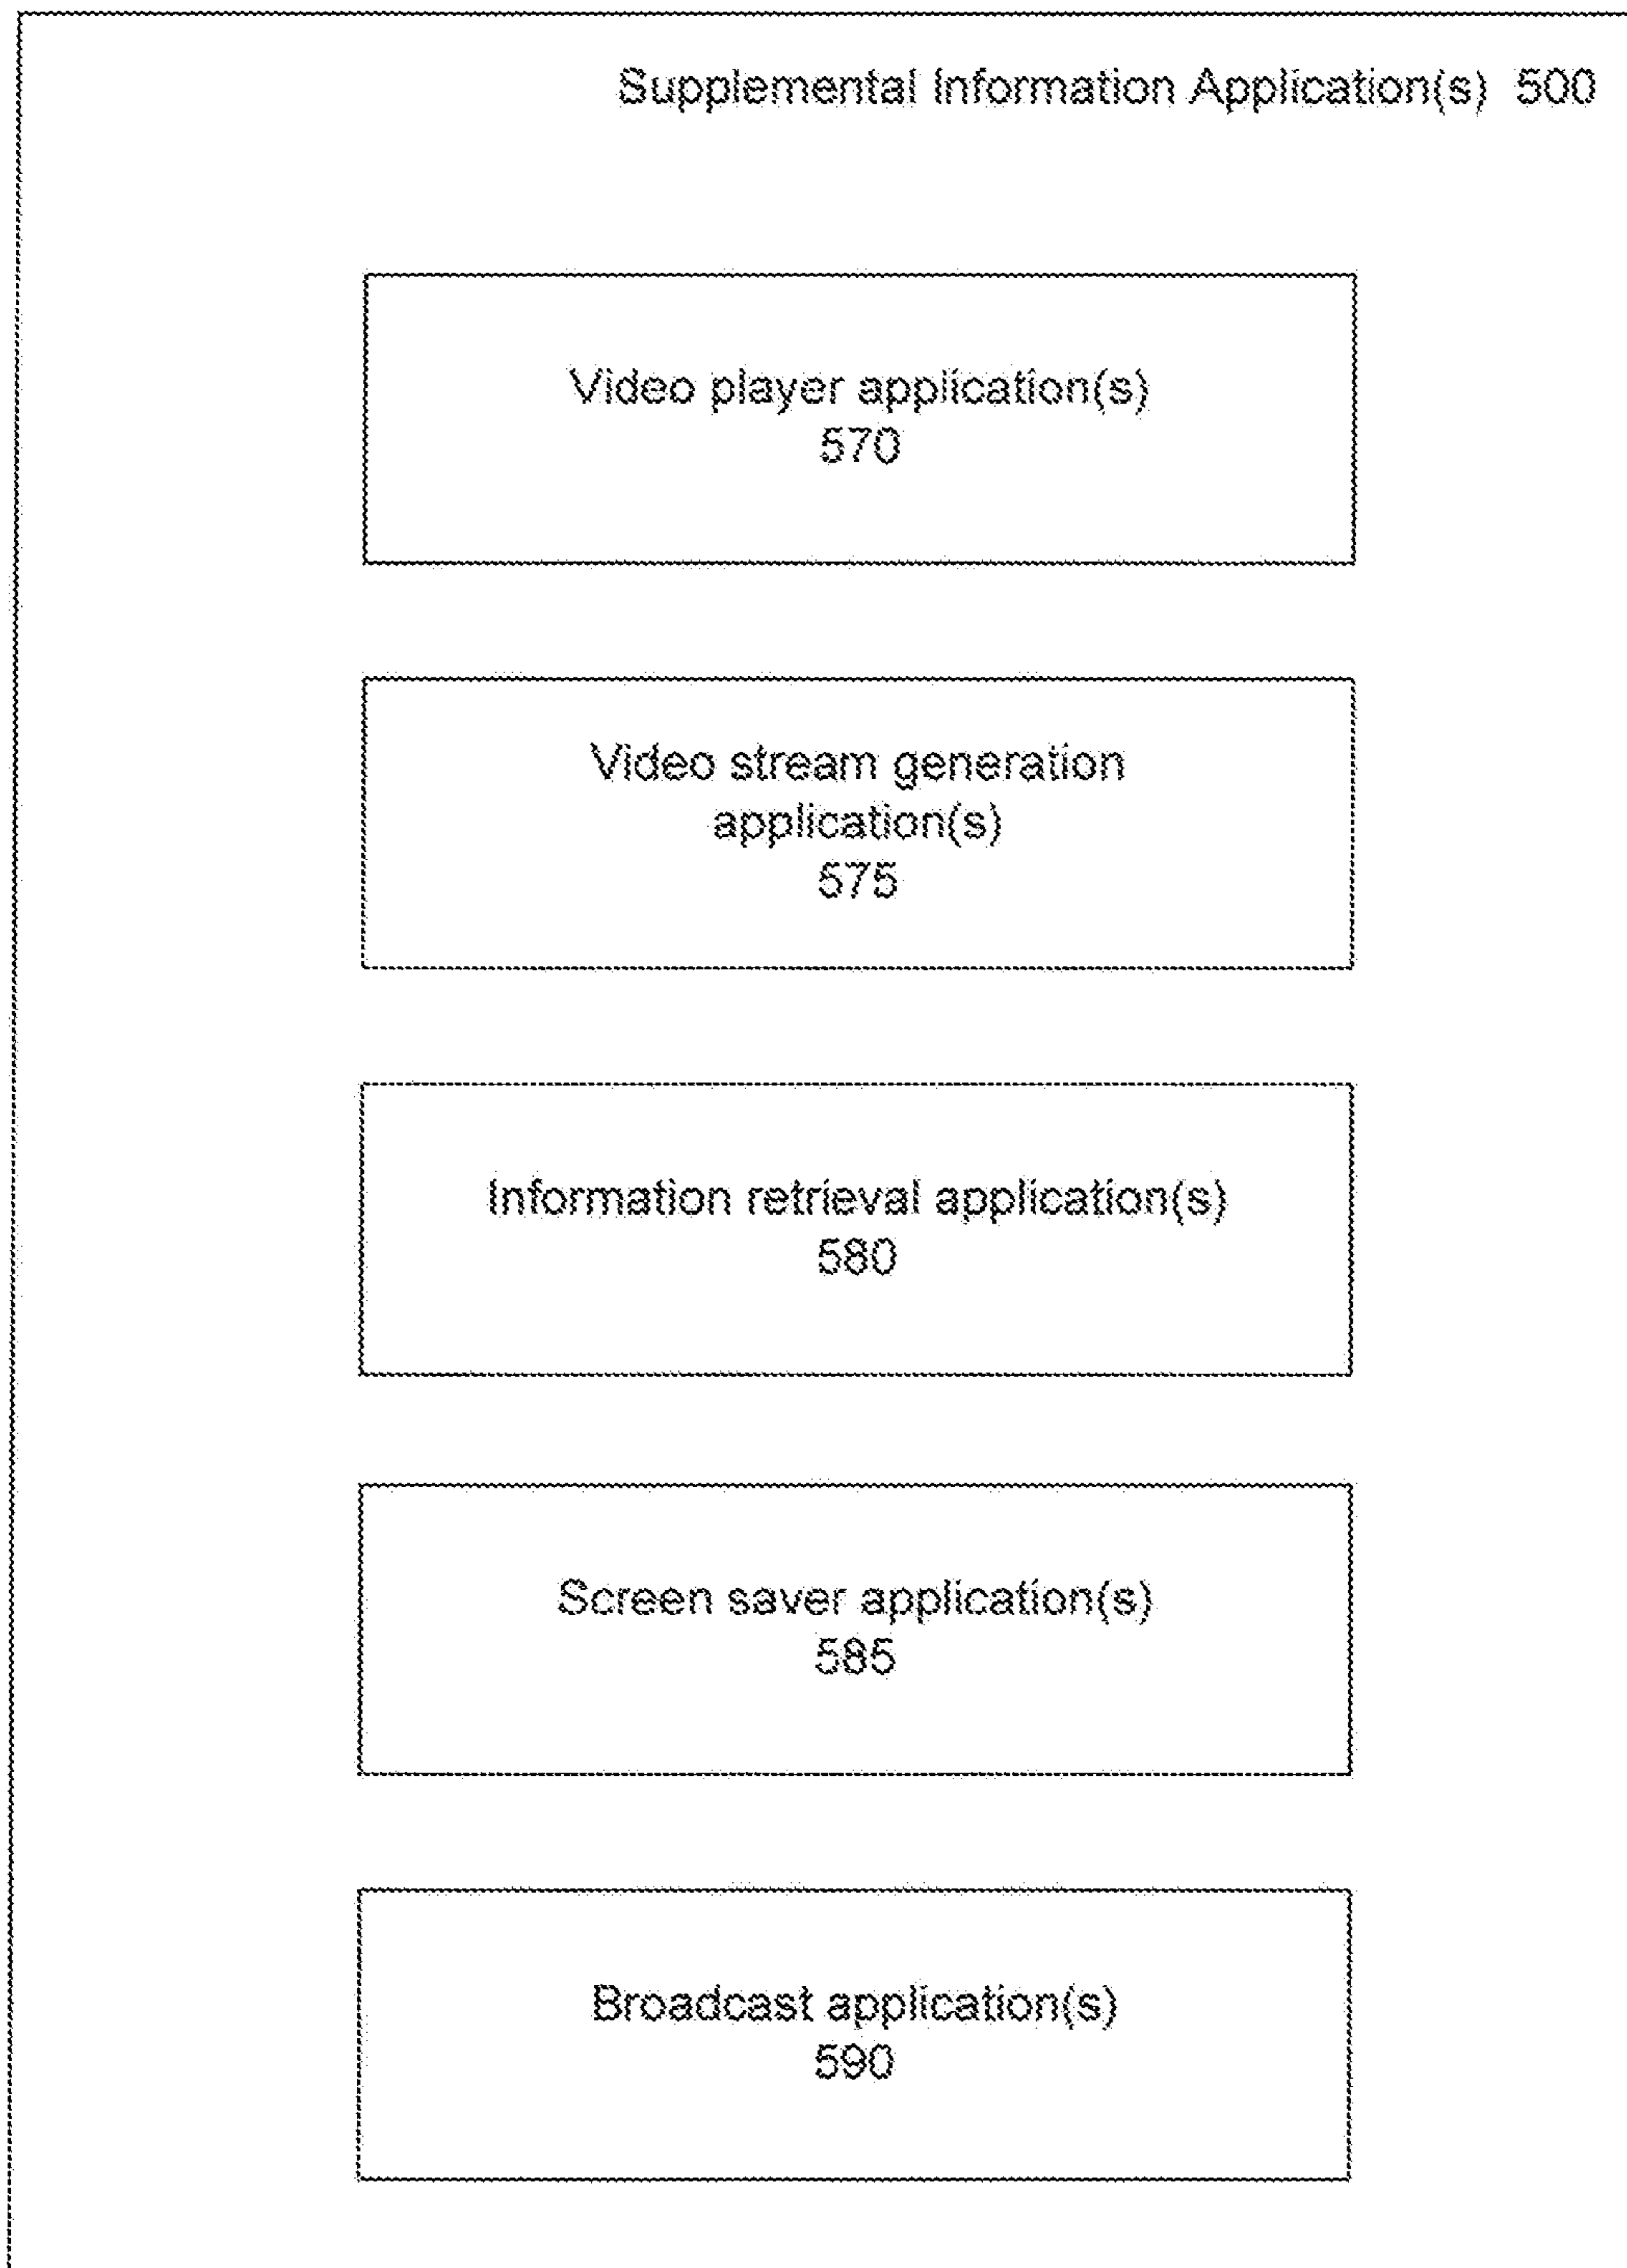 Supplemental Information Application(s) 500
Video player application(s)
570
Video stream generation
application(s)
575
Information retrieval application(s)
580
Screen saver application(s)
585
Broadcast application(s)
590